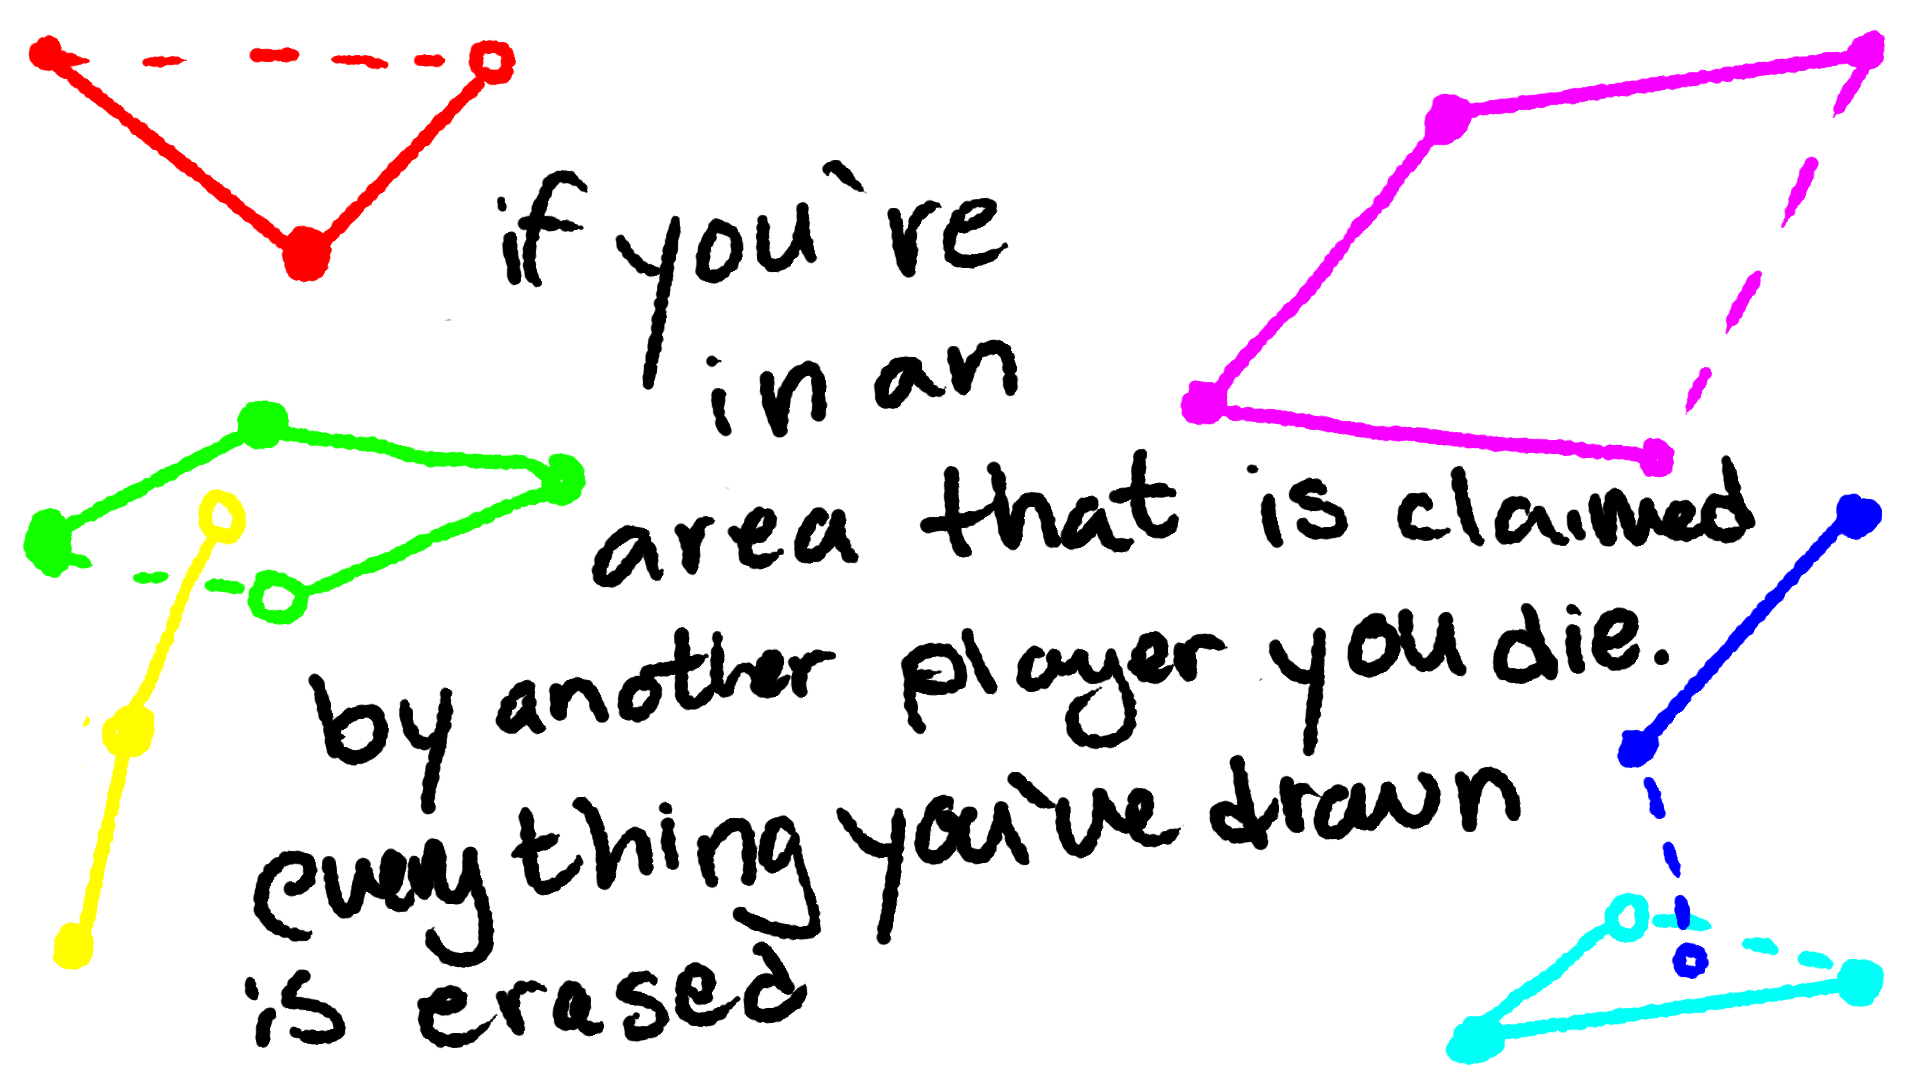 if you're
in an
area that is claimed
by another player you die.
everything you've drawn
is erased